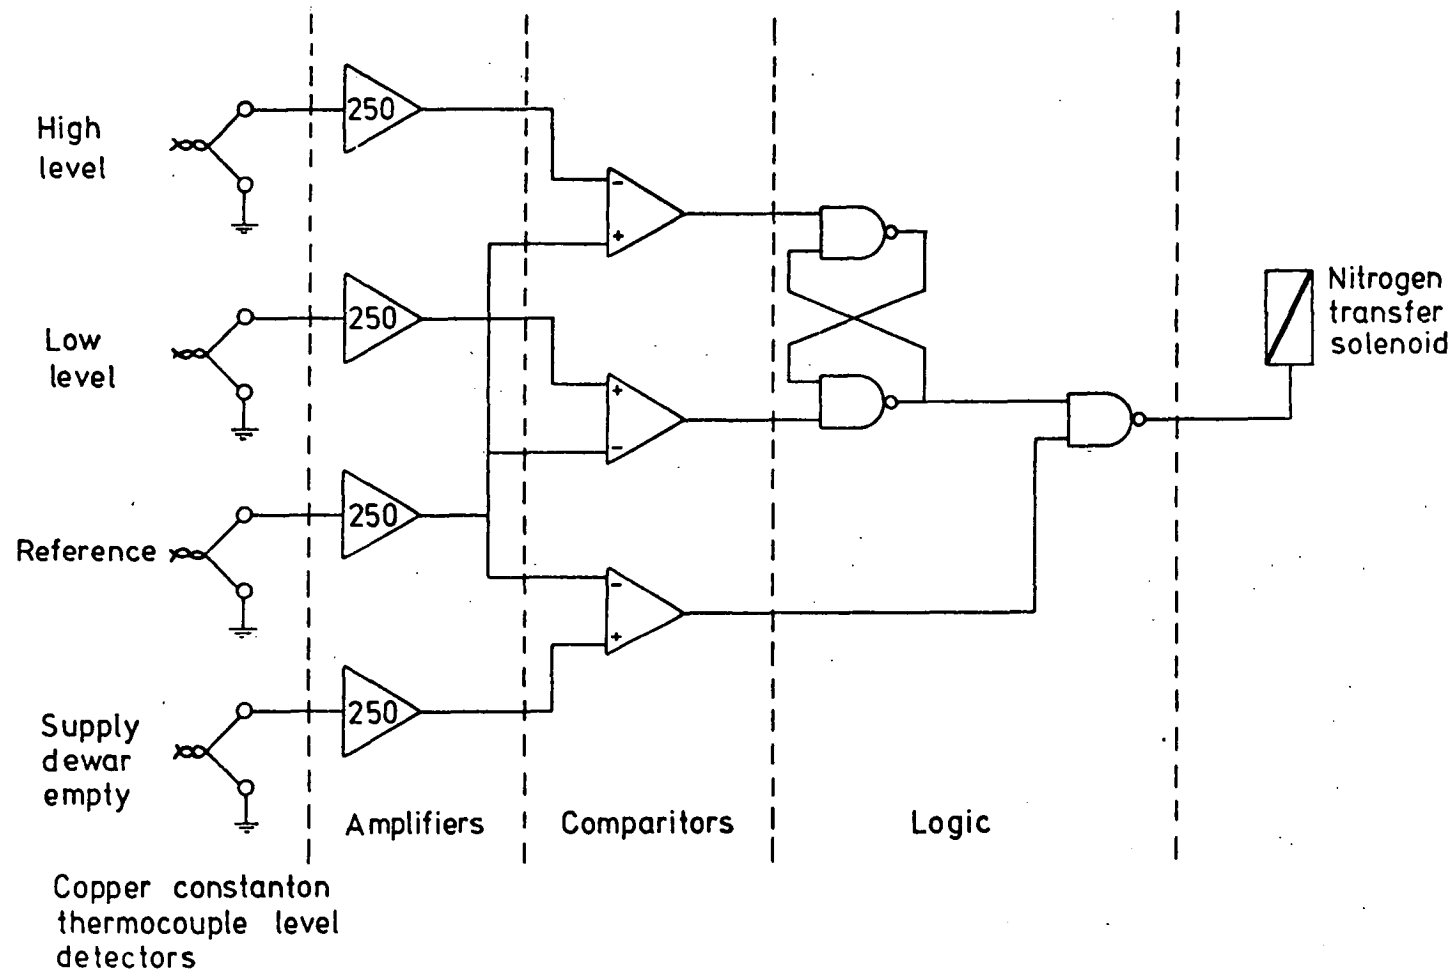 High
level
250
-
+
Low
level
250
+
-
Nitrogen
transfer
solenoid
Reference
250
-
+
Supply
dewar
empty
250
Amplifiers
Comparitors
Logic
Copper constanton
thermocouple level
detectors